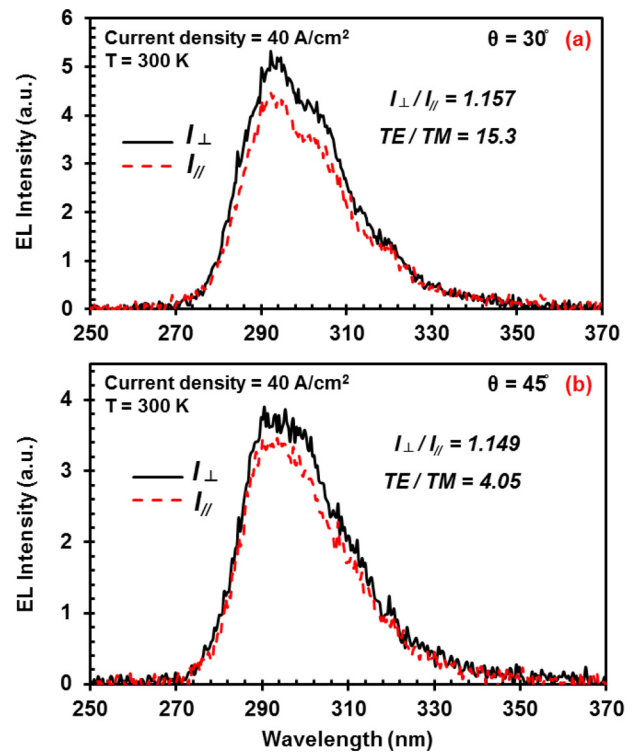 Current density = 40 A/cm²
T = 300 K
θ = 30° (a)
I⊥ / I// = 1.157
TE / TM = 15.3
I⊥
I//
EL Intensity (a.u.)
6
5
4
3
2
1
0
250 270 290 310 330 350 370
Current density = 40 A/cm²
T = 300 K
θ = 45° (b)
I⊥ / I// = 1.149
TE / TM = 4.05
I⊥
I//
EL Intensity (a.u.)
4
3
2
1
0
250 270 290 310 330 350 370
Wavelength (nm)